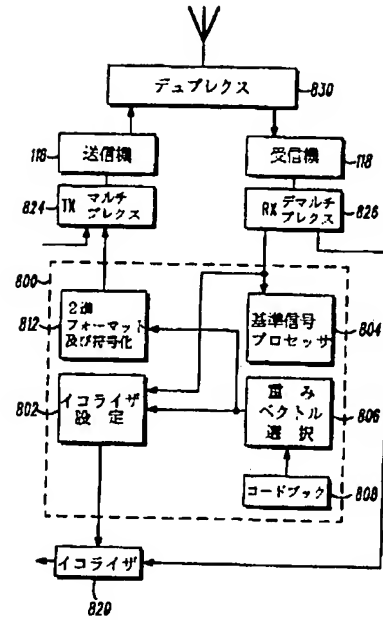 デュプレクス
830
116
送信機
受信機
118
824
TX マルチ
プレクス
RX デマルチ
プレクス
826
800
812
2進
フォーマット
及び符号化
基準信号
プロセッサ
804
802
イコライザ
設定
重み
ベクトル
選択
806
コードブック
808
イコライザ
820